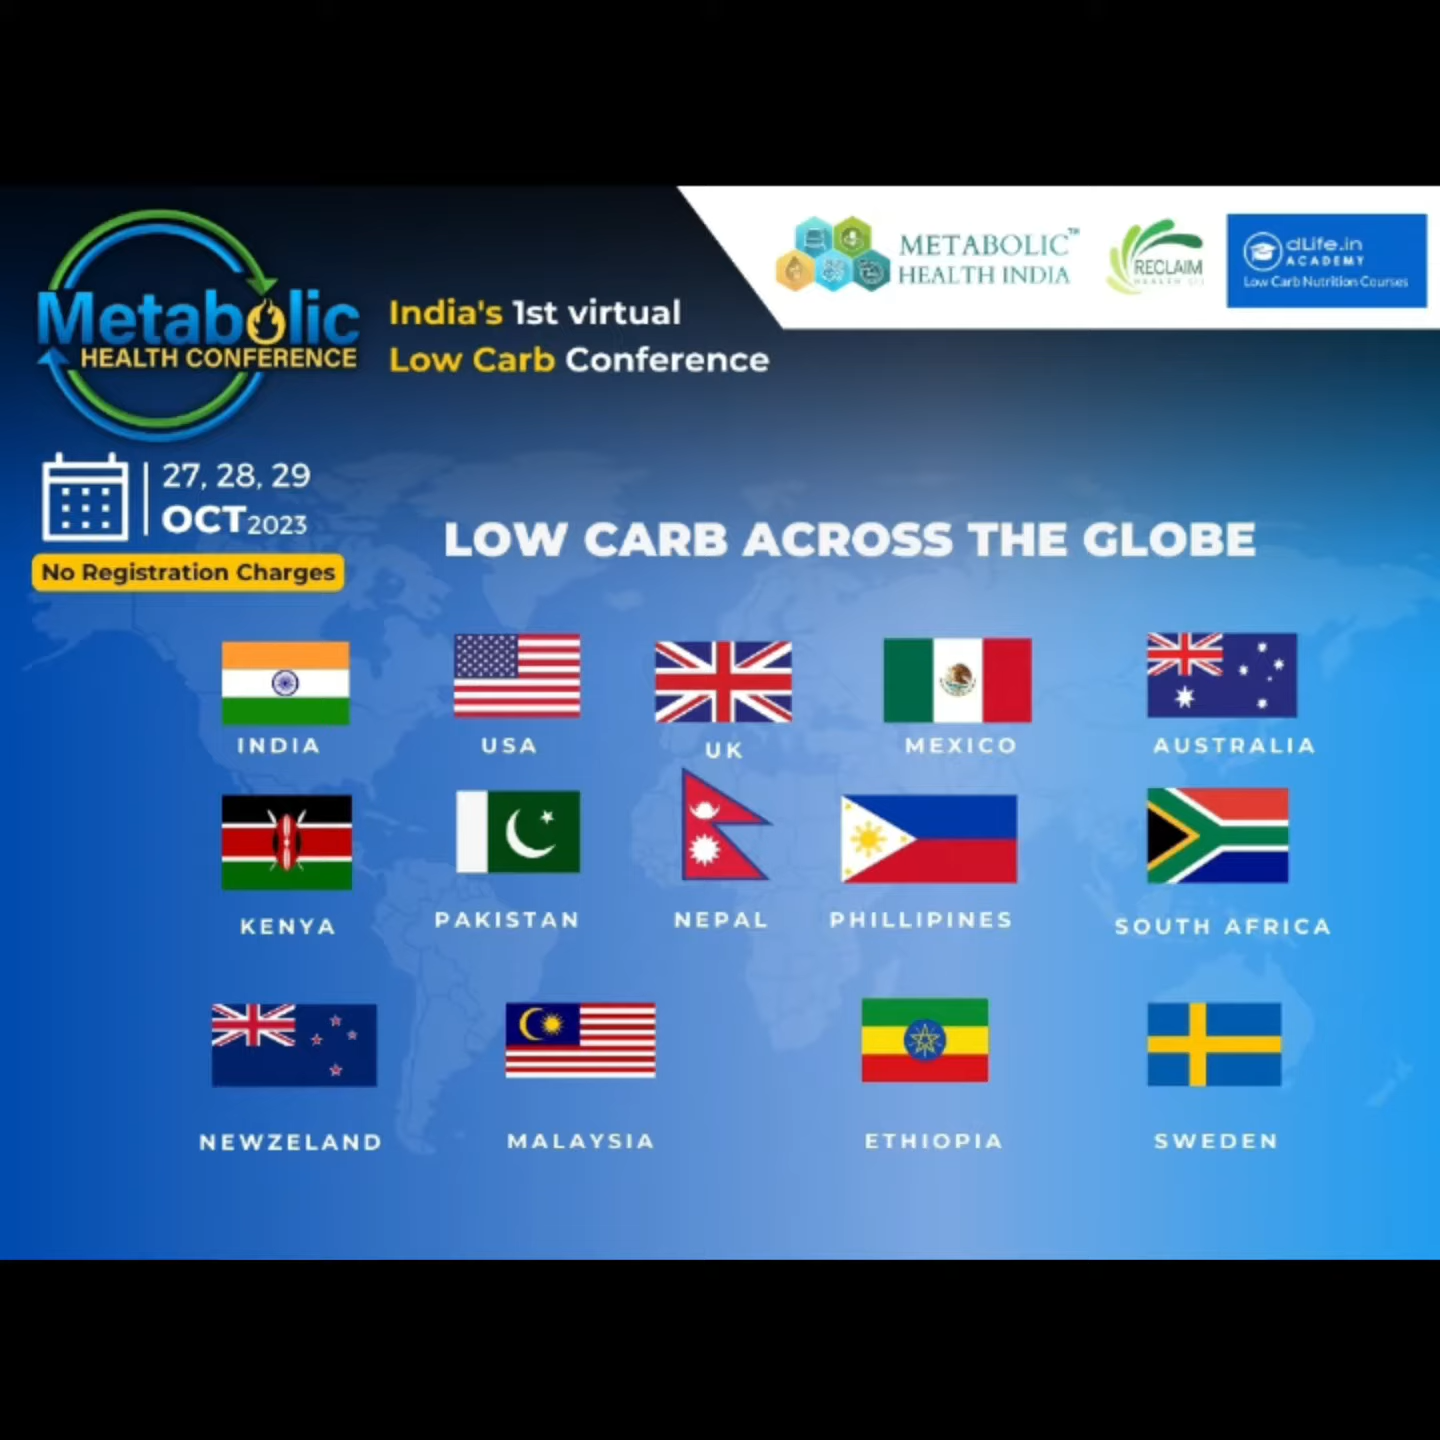 Metabolic
HEALTH CONFERENCE
India's 1st virtual
Low Carb Conference
METABOLIC™
HEALTH INDIA
RECLAIM
dLife.in
ACADEMY
Low Carb Nutrition Courses
27, 28, 29
OCT 2023
No Registration Charges
LOW CARB ACROSS THE GLOBE
INDIA
USA
UK
MEXICO
AUSTRALIA
KENYA
PAKISTAN
NEPAL
PHILLIPINES
SOUTH AFRICA
NEWZELAND
MALAYSIA
ETHIOPIA
SWEDEN